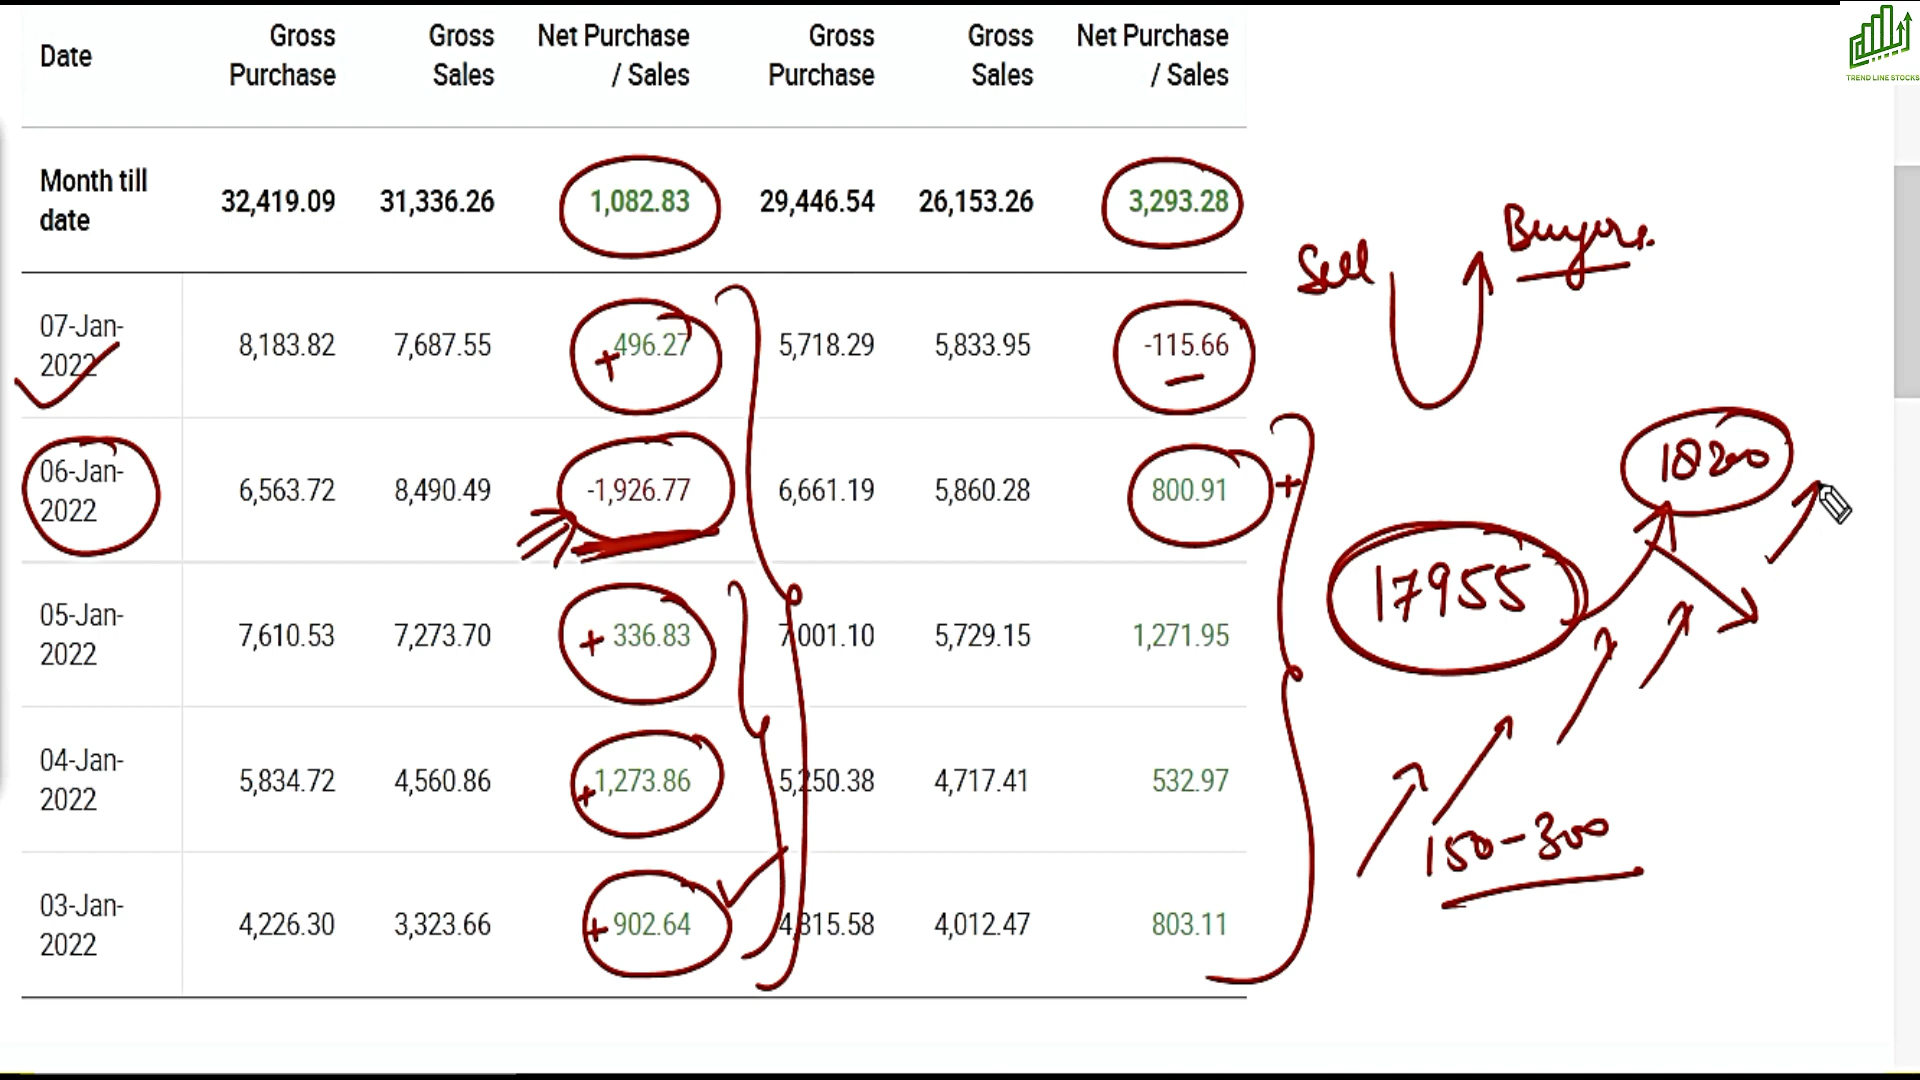 Date Gross Purchase Gross Sales Net Purchase / Sales Gross Purchase Gross Sales Net Purchase / Sales
TREND LINE STOCKS
Month till date 32,419.09 31,336.26 1,082.83 29,446.54 26,153.26 3,293.28
Sell Buyers.
07-Jan-2022 8,183.82 7,687.55 +496.27 5,718.29 5,833.95 -115.66
06-Jan-2022 6,563.72 8,490.49 -1,926.77 6,661.19 5,860.28 800.91 +
18200
17955
05-Jan-2022 7,610.53 7,273.70 + 336.83 7,001.10 5,729.15 1,271.95
04-Jan-2022 5,834.72 4,560.86 +1,273.86 5,250.38 4,717.41 532.97
150-300
03-Jan-2022 4,226.30 3,323.66 +902.64 4,815.58 4,012.47 803.11